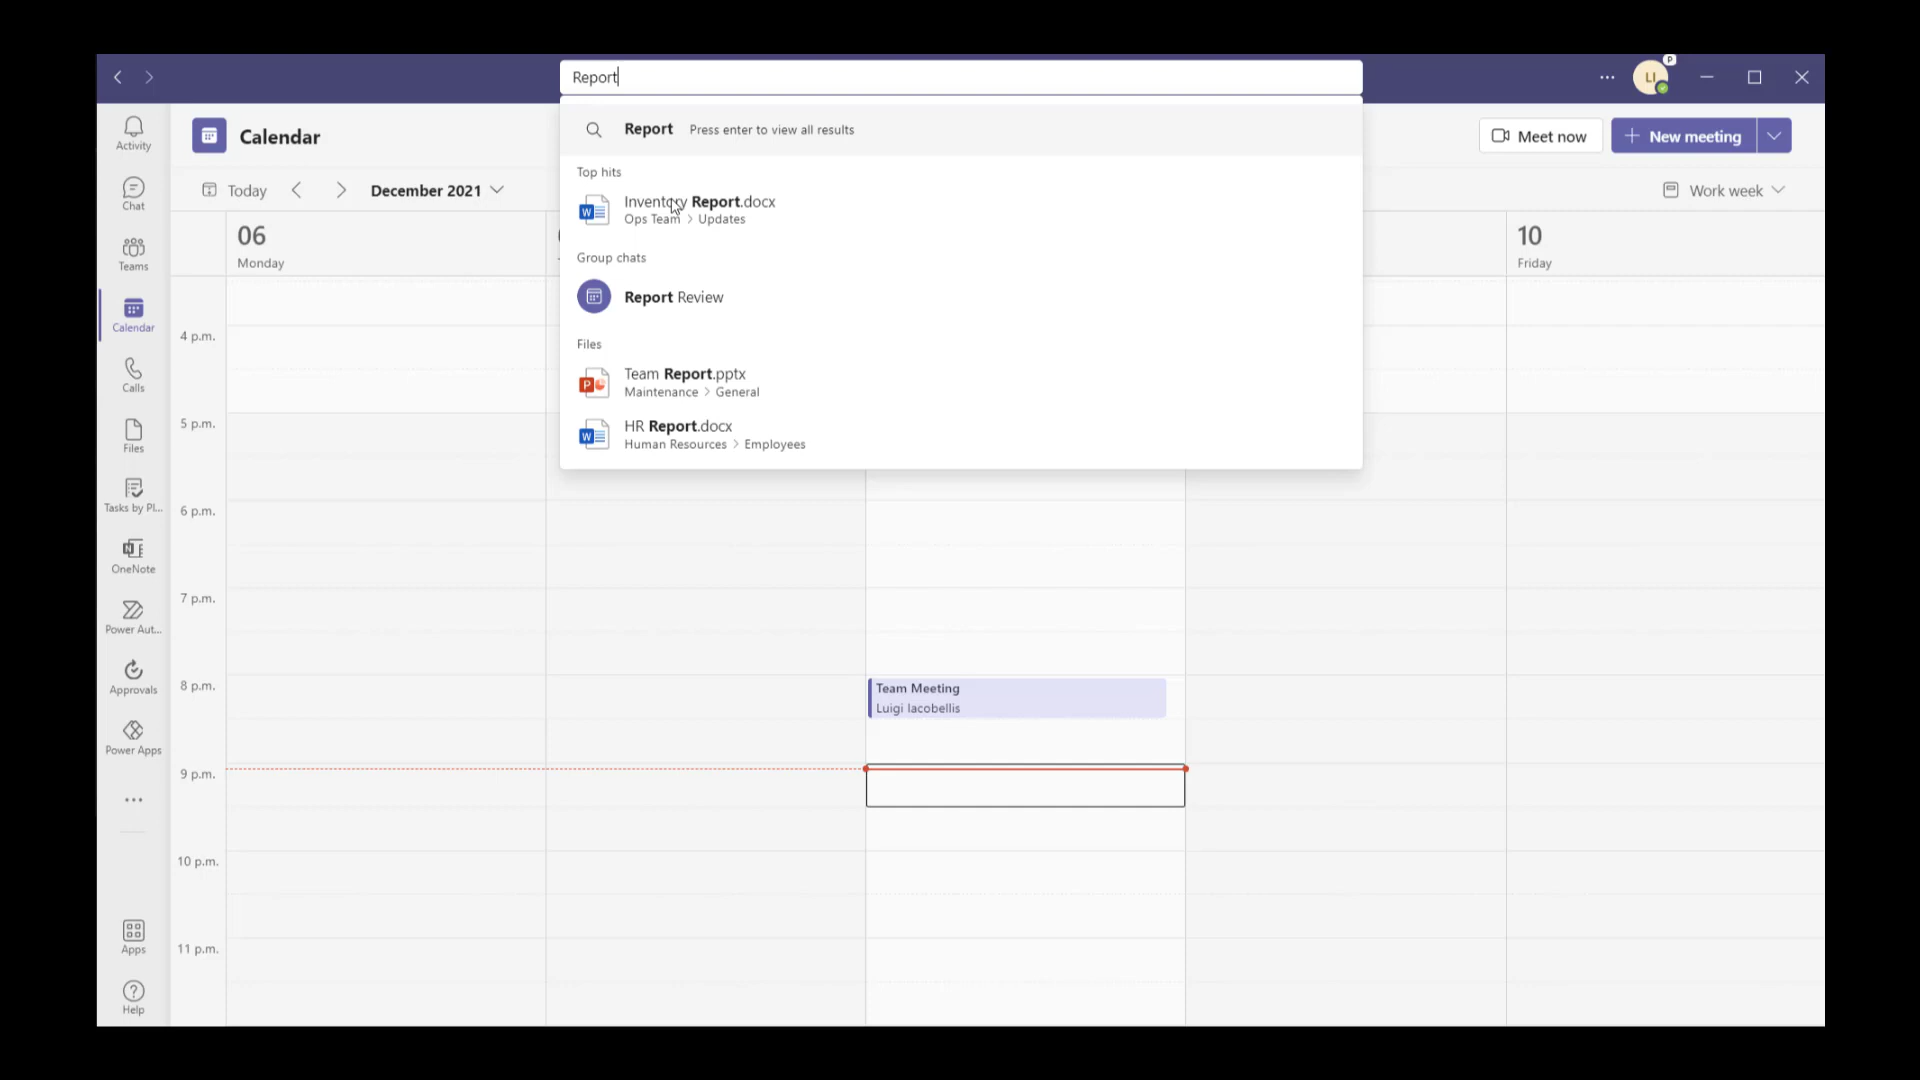 Report
LI
P
Activity
Chat
Teams
Calendar
Calls
Files
Tasks by Pl...
OneNote
Power Aut...
Approvals
Power Apps
Apps
Help
Calendar
Meet now
New meeting
Today
December 2021
Work week
Report Press enter to view all results
Top hits
Inventory Report.docx
Ops Team > Updates
Group chats
Report Review
Files
Team Report.pptx
Maintenance > General
HR Report.docx
Human Resources > Employees
06
Monday
10
Friday
4 p.m.
5 p.m.
6 p.m.
7 p.m.
8 p.m.
Team Meeting
Luigi Iacobellis
9 p.m.
10 p.m.
11 p.m.